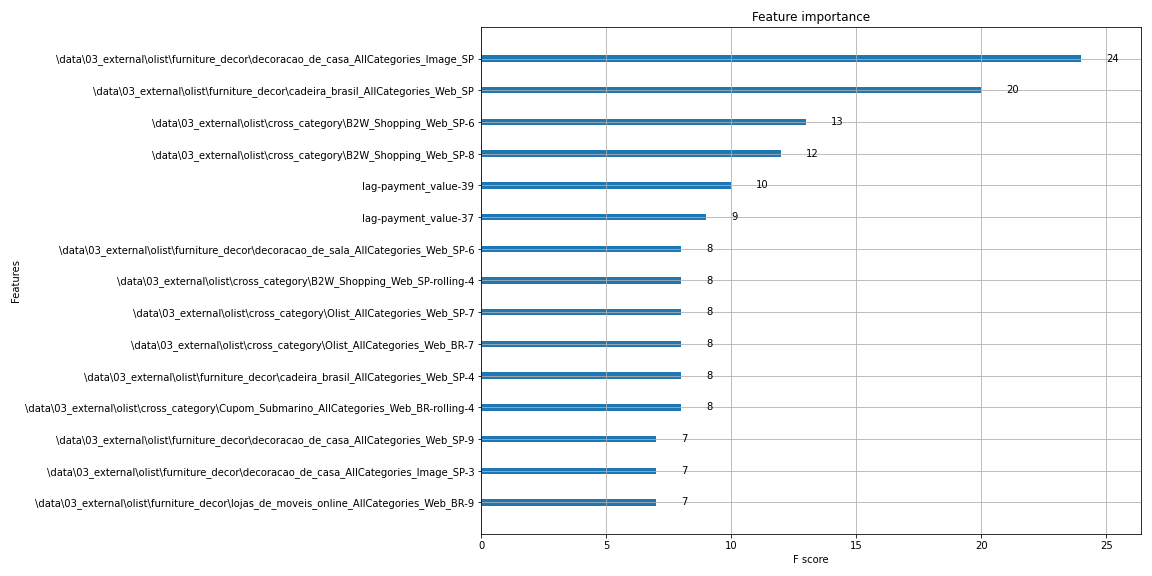 Feature importance
\data\03_external\olist\furniture_decor\decoracao_de_casa_AllCategories_Image_SP 24
\data\03_external\olist\furniture_decor\cadeira_brasil_AllCategories_Web_SP 20
\data\03_external\olist\cross_category\B2W_Shopping_Web_SP-6 13
\data\03_external\olist\cross_category\B2W_Shopping_Web_SP-8 12
lag-payment_value-39 10
lag-payment_value-37 9
\data\03_external\olist\furniture_decor\decoracao_de_sala_AllCategories_Web_SP-6 8
\data\03_external\olist\cross_category\B2W_Shopping_Web_SP-rolling-4 8
\data\03_external\olist\cross_category\Olist_AllCategories_Web_SP-7 8
\data\03_external\olist\cross_category\Olist_AllCategories_Web_BR-7 8
\data\03_external\olist\furniture_decor\cadeira_brasil_AllCategories_Web_SP-4 8
\data\03_external\olist\cross_category\Cupom_Submarino_AllCategories_Web_BR-rolling-4 8
\data\03_external\olist\furniture_decor\decoracao_de_casa_AllCategories_Web_SP-9 7
\data\03_external\olist\furniture_decor\decoracao_de_casa_AllCategories_Image_SP-3 7
\data\03_external\olist\furniture_decor\lojas_de_moveis_online_AllCategories_Web_BR-9 7
Features
0 5 10 15 20 25
F score